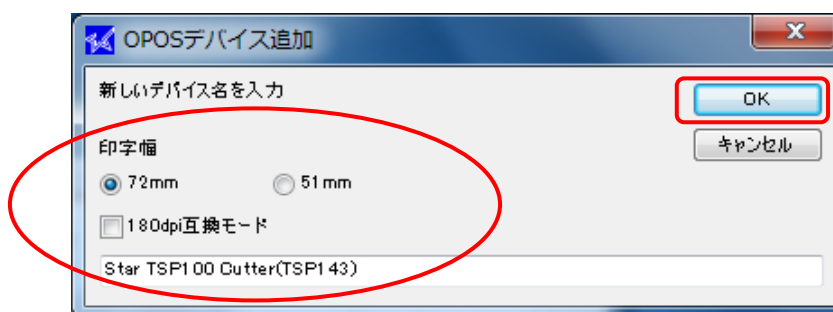 OPOSデバイス追加
新しいデバイス名を入力
OK
印字幅
キャンセル
72mm
51mm
180dpi互換モード
Star TSP100 Cutter(TSP143)